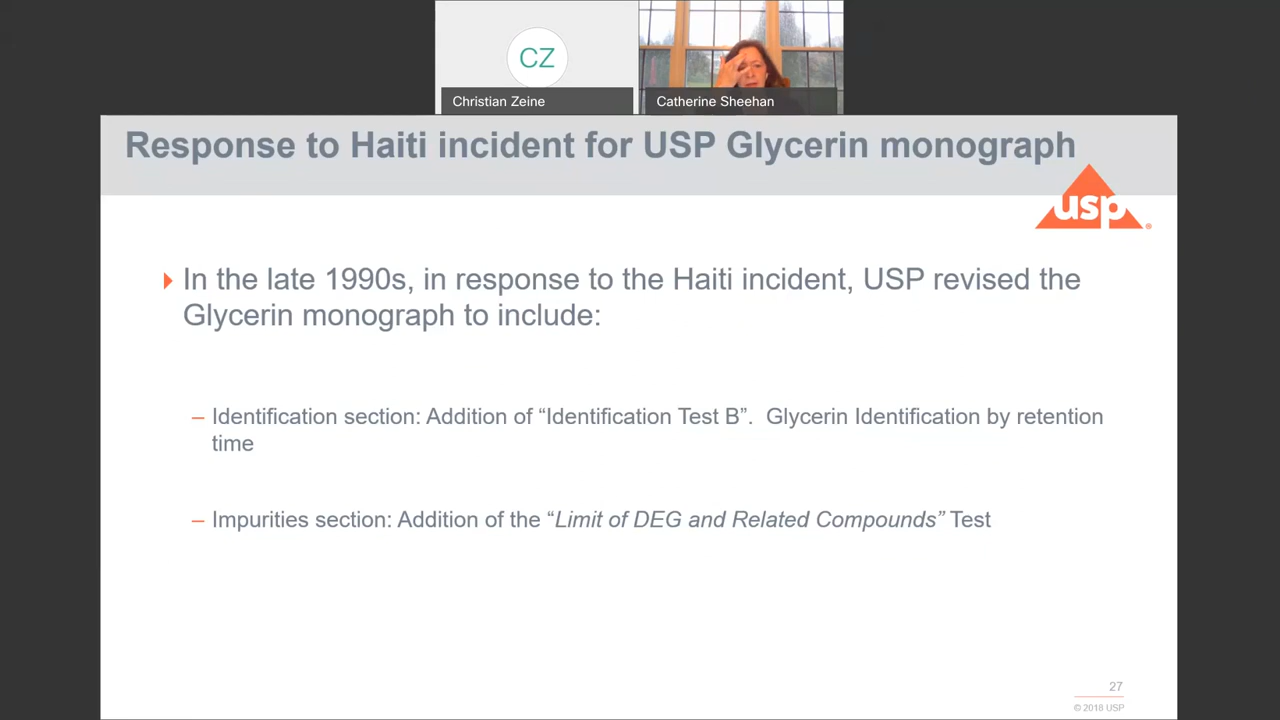 CZ
Christian Zeine
Catherine Sheehan
Response to Haiti incident for USP Glycerin monograph
usp®
In the late 1990s, in response to the Haiti incident, USP revised the
Glycerin monograph to include:
– Identification section: Addition of “Identification Test B”. Glycerin Identification by retention
time
– Impurities section: Addition of the “Limit of DEG and Related Compounds” Test
27
© 2018 USP